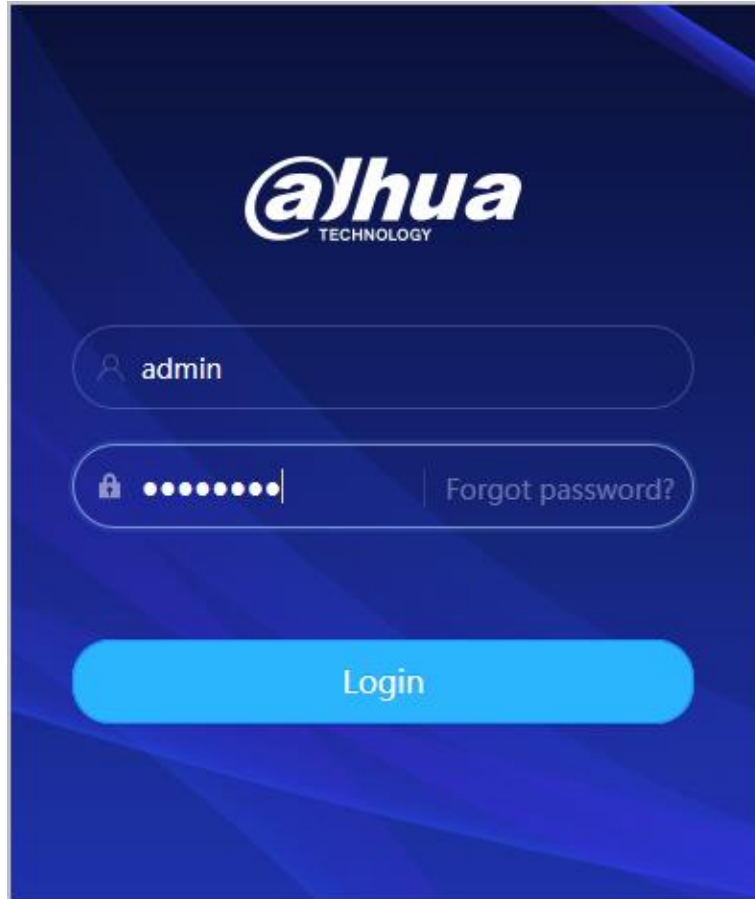 alhua
TECHNOLOGY
admin
●●●●●●●●
Forgot password?
Login